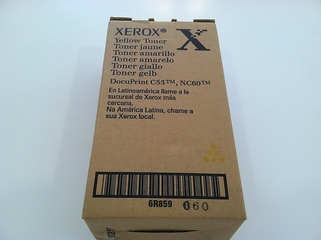 XEROX®
X
Yellow Toner
Toner jaune
Toner amarillo
Toner amarelo
Toner giallo
Toner gelb
DocuPrint C55™, NC60™
En Latinoamérica llame a la
sucursal de Xerox más
cercana.
Na América Latina, chame a
sua Xerox local.
6R859 060